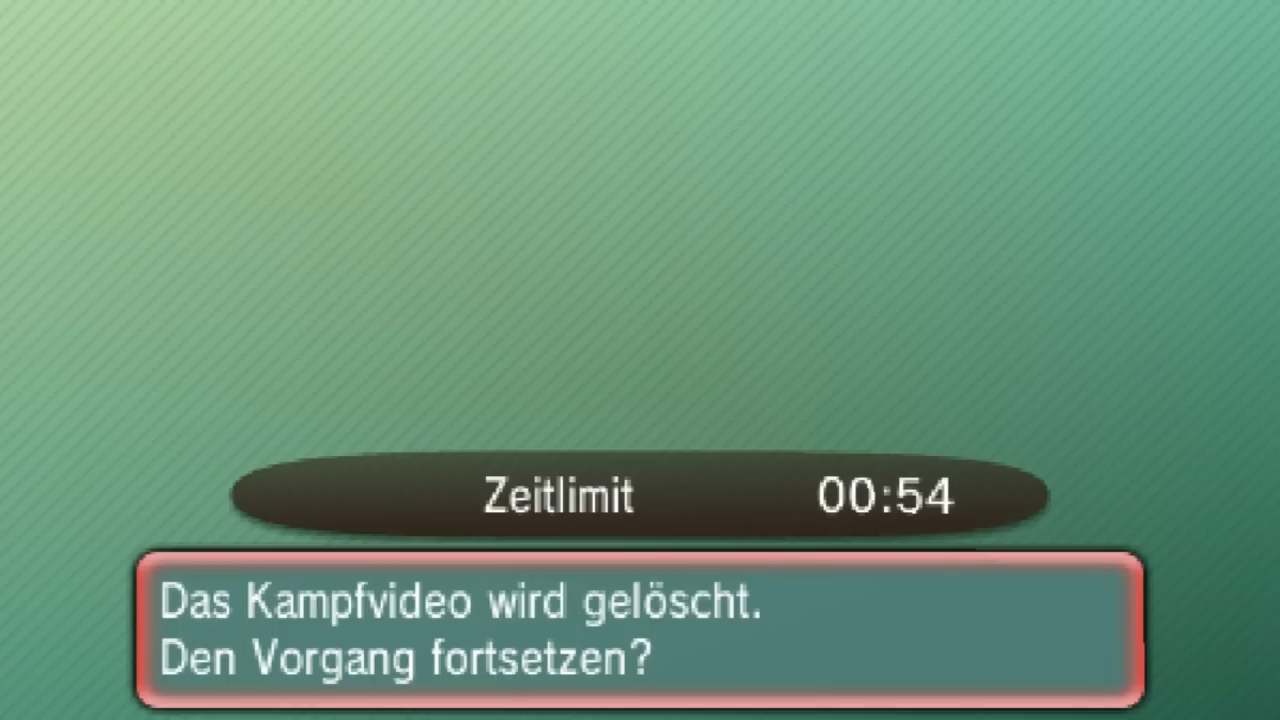 Zeitlimit 00:54
Das Kampfvideo wird gelöscht.
Den Vorgang fortsetzen?